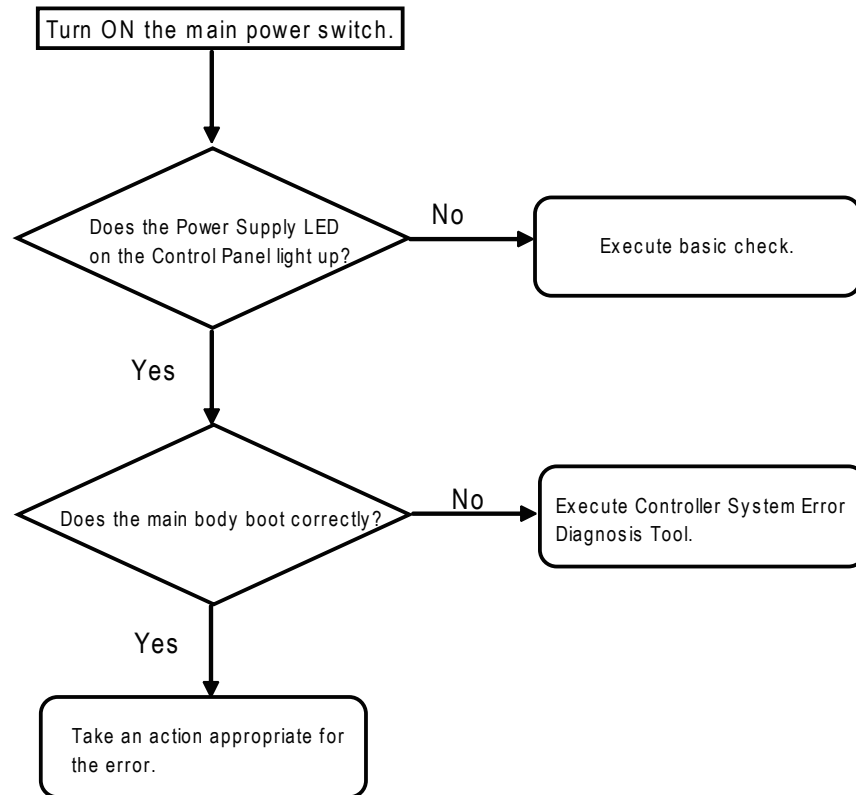 Turn ON the main power switch.
Does the Power Supply LED
on the Control Panel light up?
No
Execute basic check.
Yes
Does the main body boot correctly?
No
Execute Controller System Error
Diagnosis Tool.
Yes
Take an action appropriate for
the error.